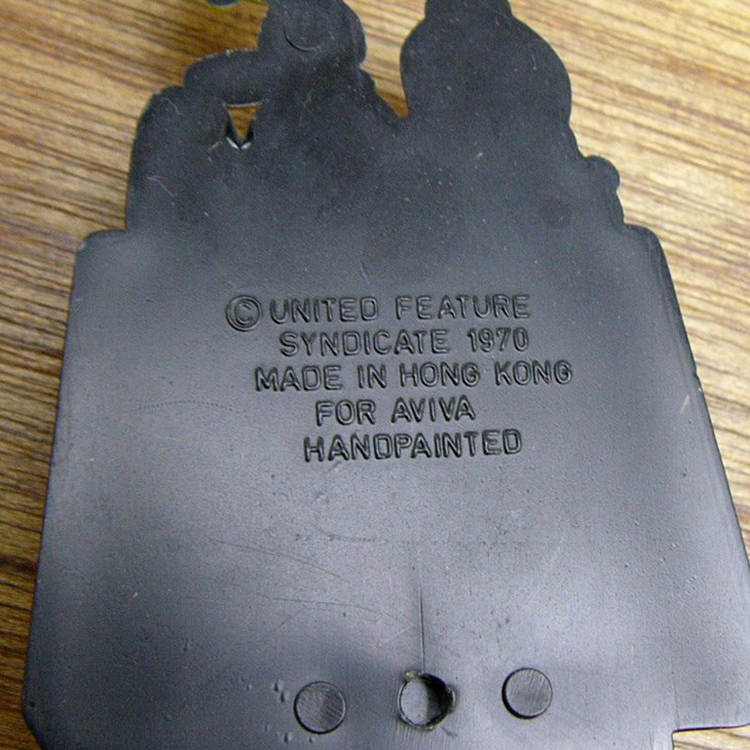 © UNITED FEATURE
SYNDICATE 1970
MADE IN HONG KONG
FOR AVIVA
HANDPAINTED